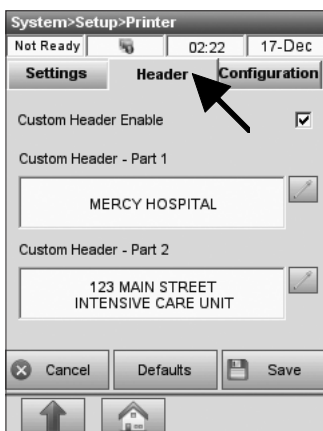 System>Setup>Printer
Not Ready 02:22 17-Dec
Settings Header Configuration
Custom Header Enable
Custom Header - Part 1
MERCY HOSPITAL
Custom Header - Part 2
123 MAIN STREET
INTENSIVE CARE UNIT
Cancel Defaults Save